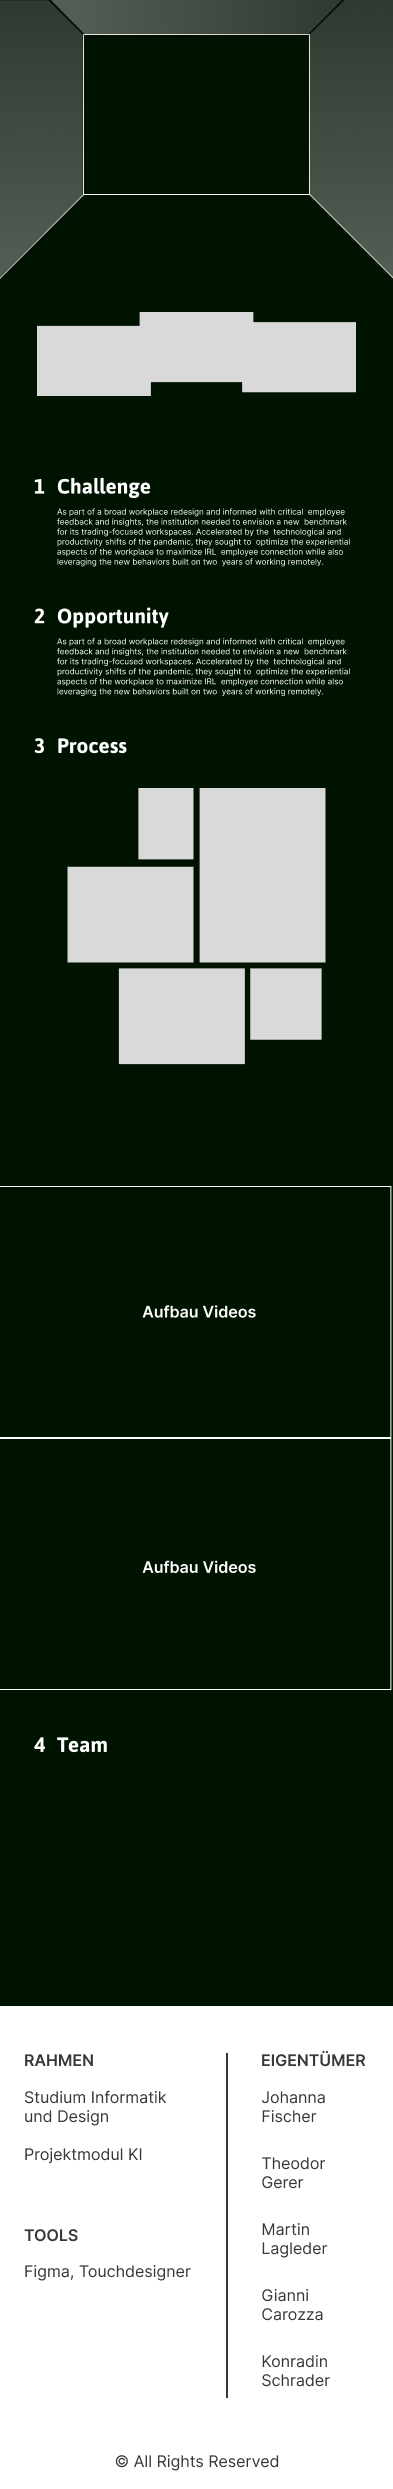 1 Challenge
As part of a broad workplace redesign and informed with critical employee
feedback and insights, the institution needed to envision a new benchmark
for its trading-focused workspaces. Accelerated by the technological and
productivity shifts of the pandemic, they sought to optimize the experiential
aspects of the workplace to maximize IRL employee connection while also
leveraging the new behaviors built on two years of working remotely.
2 Opportunity
As part of a broad workplace redesign and informed with critical employee
feedback and insights, the institution needed to envision a new benchmark
for its trading-focused workspaces. Accelerated by the technological and
productivity shifts of the pandemic, they sought to optimize the experiential
aspects of the workplace to maximize IRL employee connection while also
leveraging the new behaviors built on two years of working remotely.
3 Process
Aufbau Videos
Aufbau Videos
4 Team
RAHMEN
Studium Informatik
und Design
Projektmodul KI
TOOLS
Figma, Touchdesigner
EIGENTÜMER
Johanna
Fischer
Theodor
Gerer
Martin
Lagleder
Gianni
Carozza
Konradin
Schrader
© All Rights Reserved